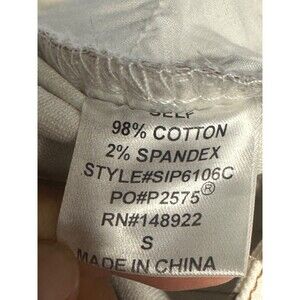 SELF
98% COTTON
2% SPANDEX
STYLE#SIP6106C
PO#P2575®
RN#148922
S
MADE IN CHINA